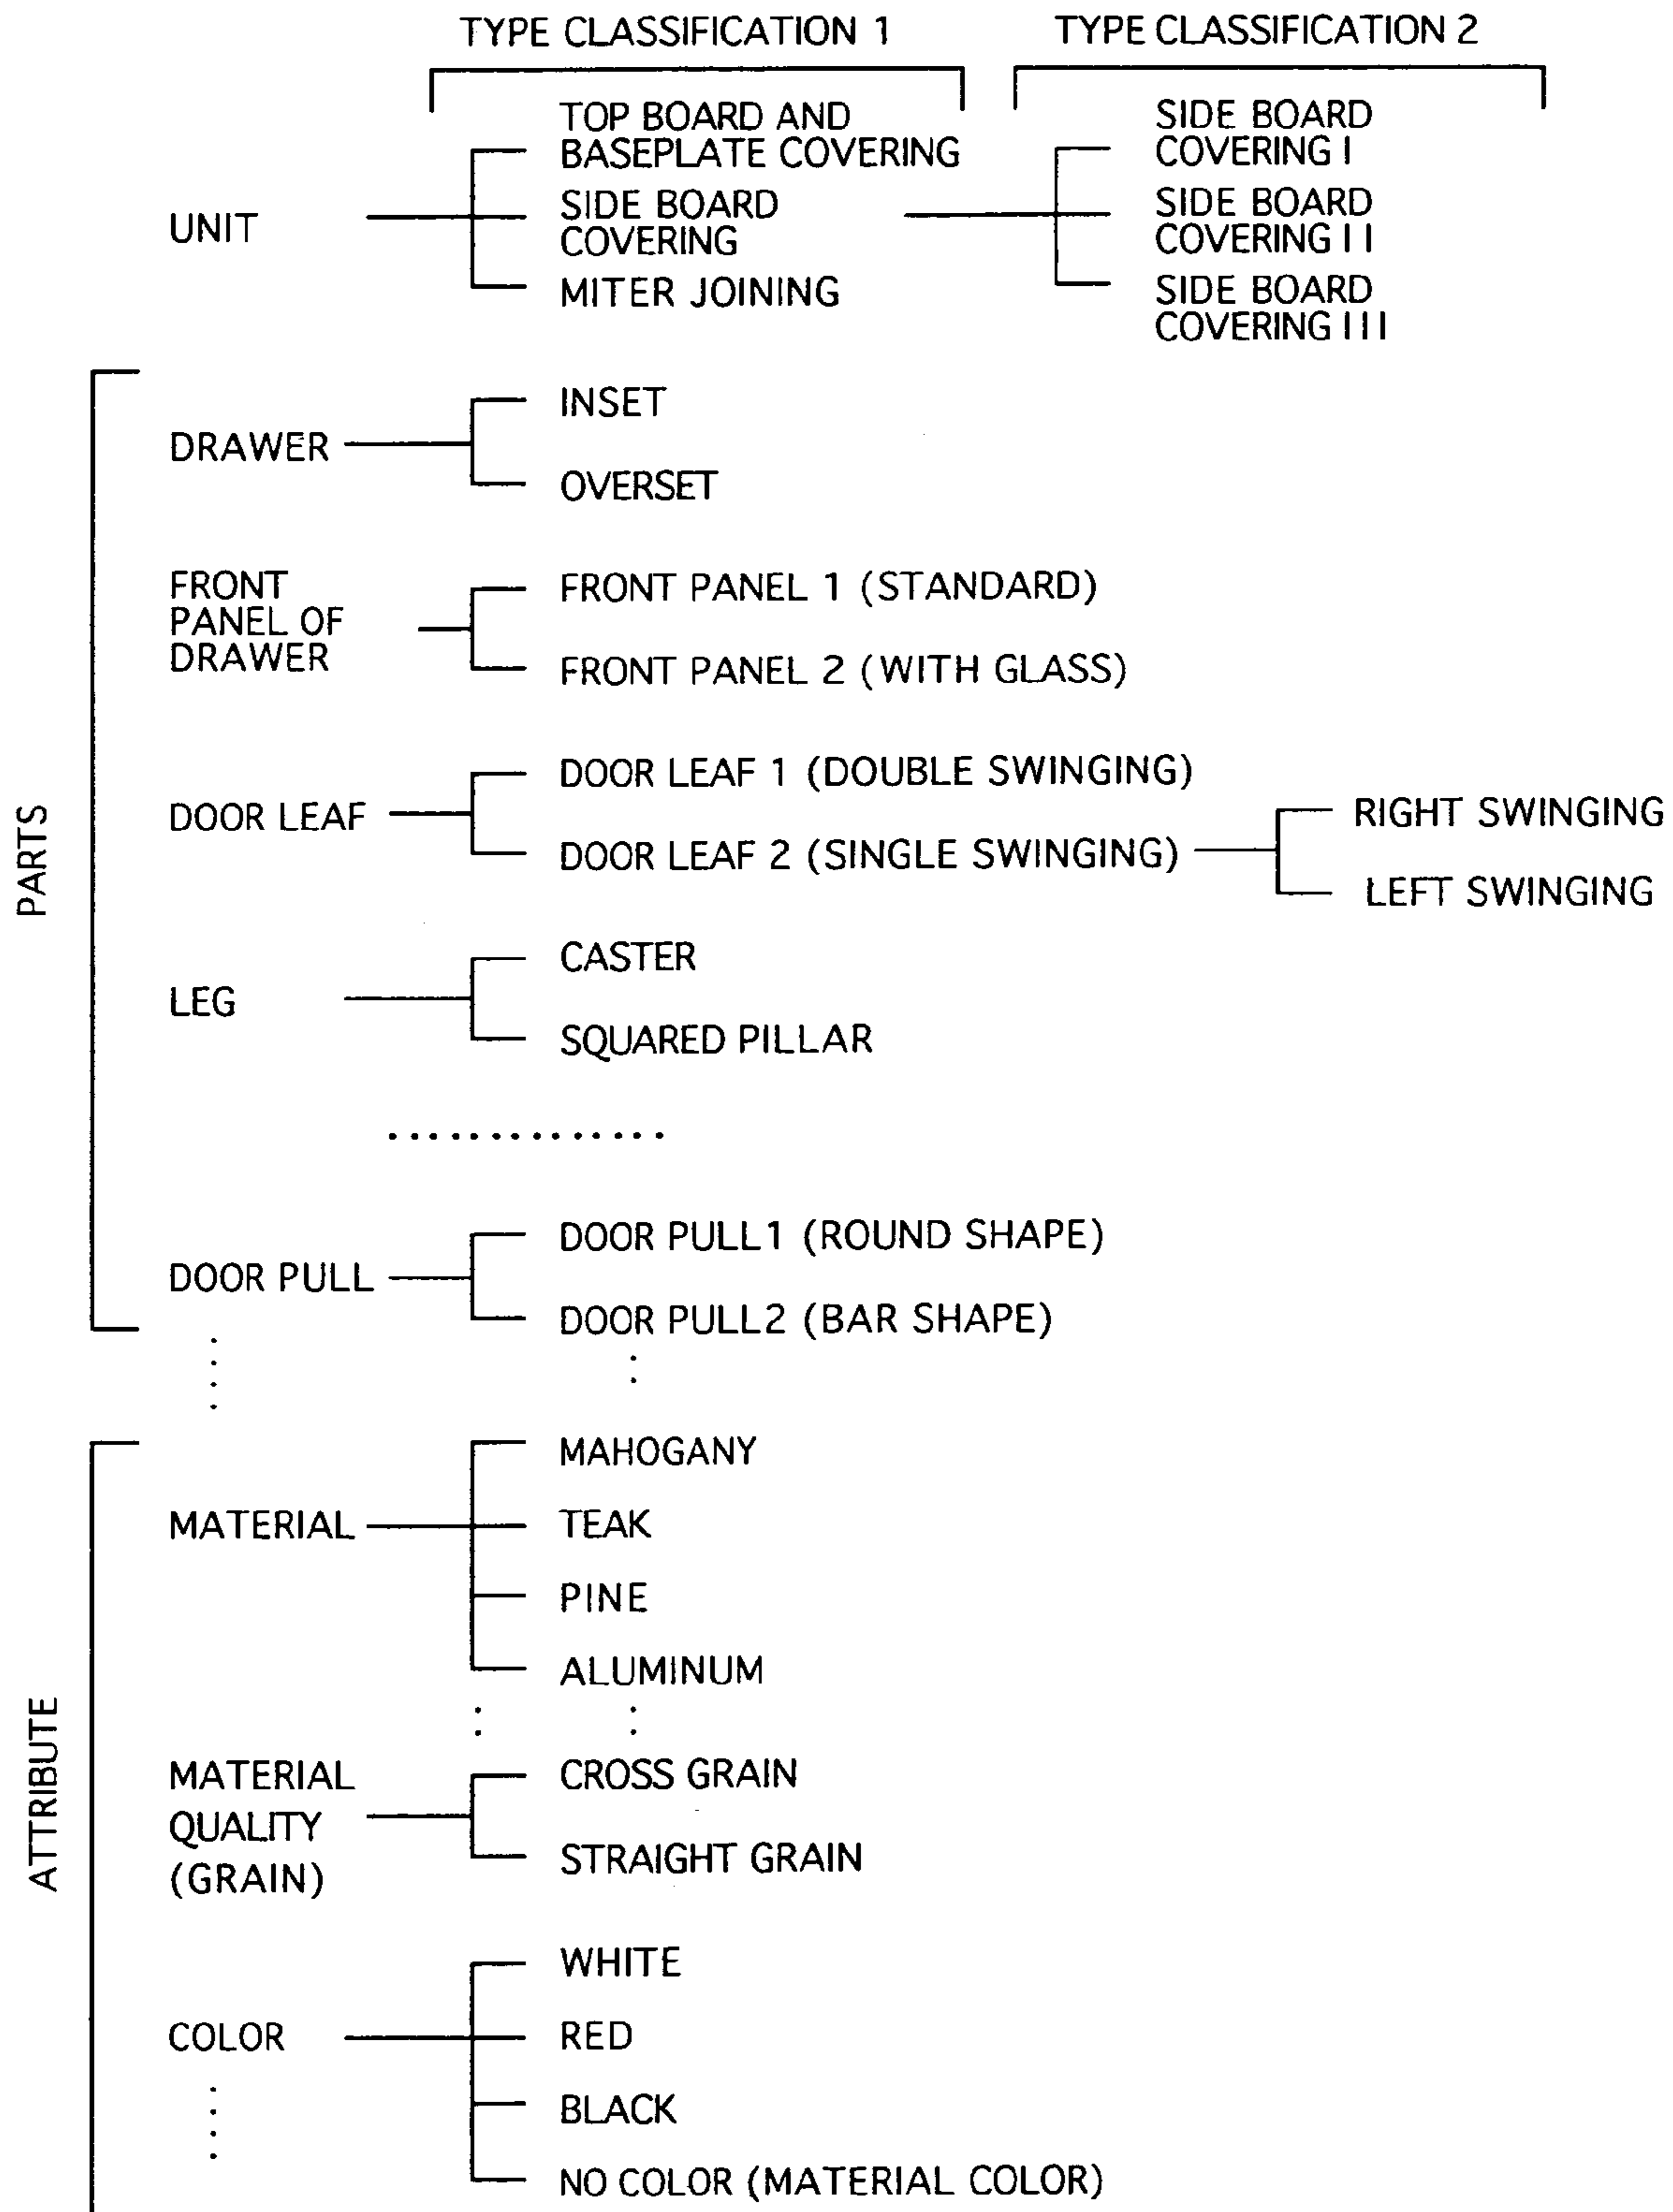 TYPE CLASSIFICATION 1
TYPE CLASSIFICATION 2
UNIT
TOP BOARD AND
BASEPLATE COVERING
SIDE BOARD
COVERING
MITER JOINING
SIDE BOARD
COVERING I
SIDE BOARD
COVERING II
SIDE BOARD
COVERING III
PARTS
DRAWER
INSET
OVERSET
FRONT
PANEL OF
DRAWER
FRONT PANEL 1 (STANDARD)
FRONT PANEL 2 (WITH GLASS)
DOOR LEAF
DOOR LEAF 1 (DOUBLE SWINGING)
DOOR LEAF 2 (SINGLE SWINGING)
RIGHT SWINGING
LEFT SWINGING
LEG
CASTER
SQUARED PILLAR
DOOR PULL
DOOR PULL1 (ROUND SHAPE)
DOOR PULL2 (BAR SHAPE)
ATTRIBUTE
MATERIAL
MAHOGANY
TEAK
PINE
ALUMINUM
MATERIAL
QUALITY
(GRAIN)
CROSS GRAIN
STRAIGHT GRAIN
COLOR
WHITE
RED
BLACK
NO COLOR (MATERIAL COLOR)